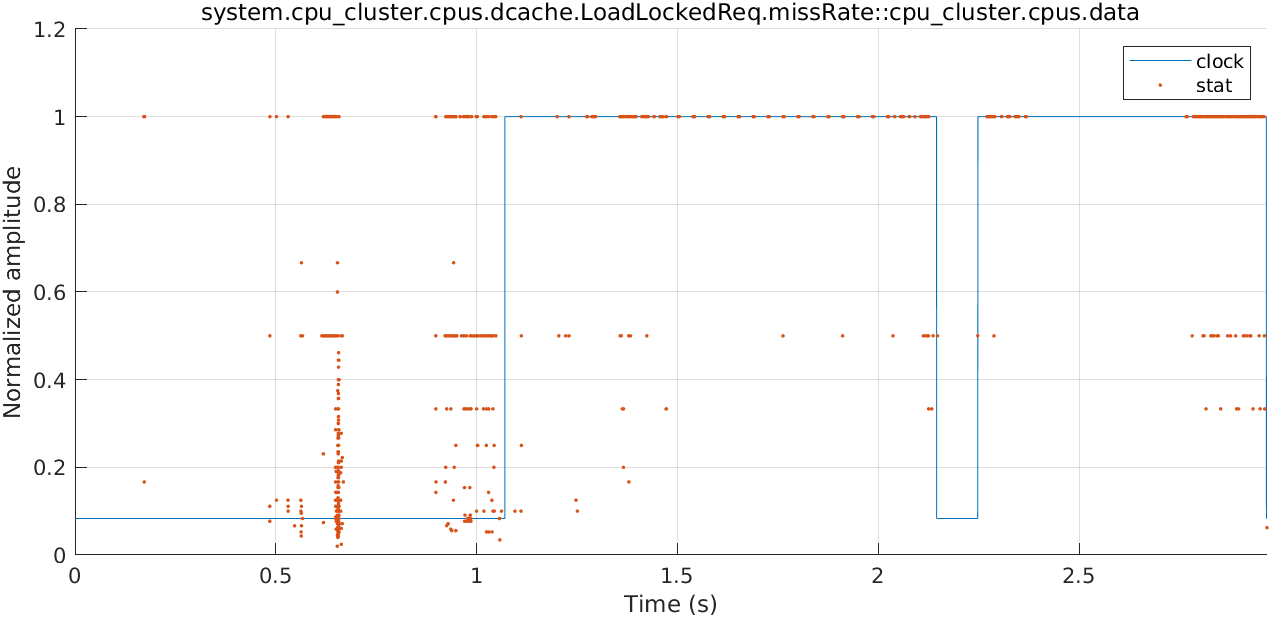 system.cpu_cluster.cpus.dcache.LoadLockedReq.missRate::cpu_cluster.cpus.data
1.2
1
0.8
0.6
0.4
0.2
0
Normalized amplitude
clock
stat
0
0.5
1
1.5
2
2.5
Time (s)